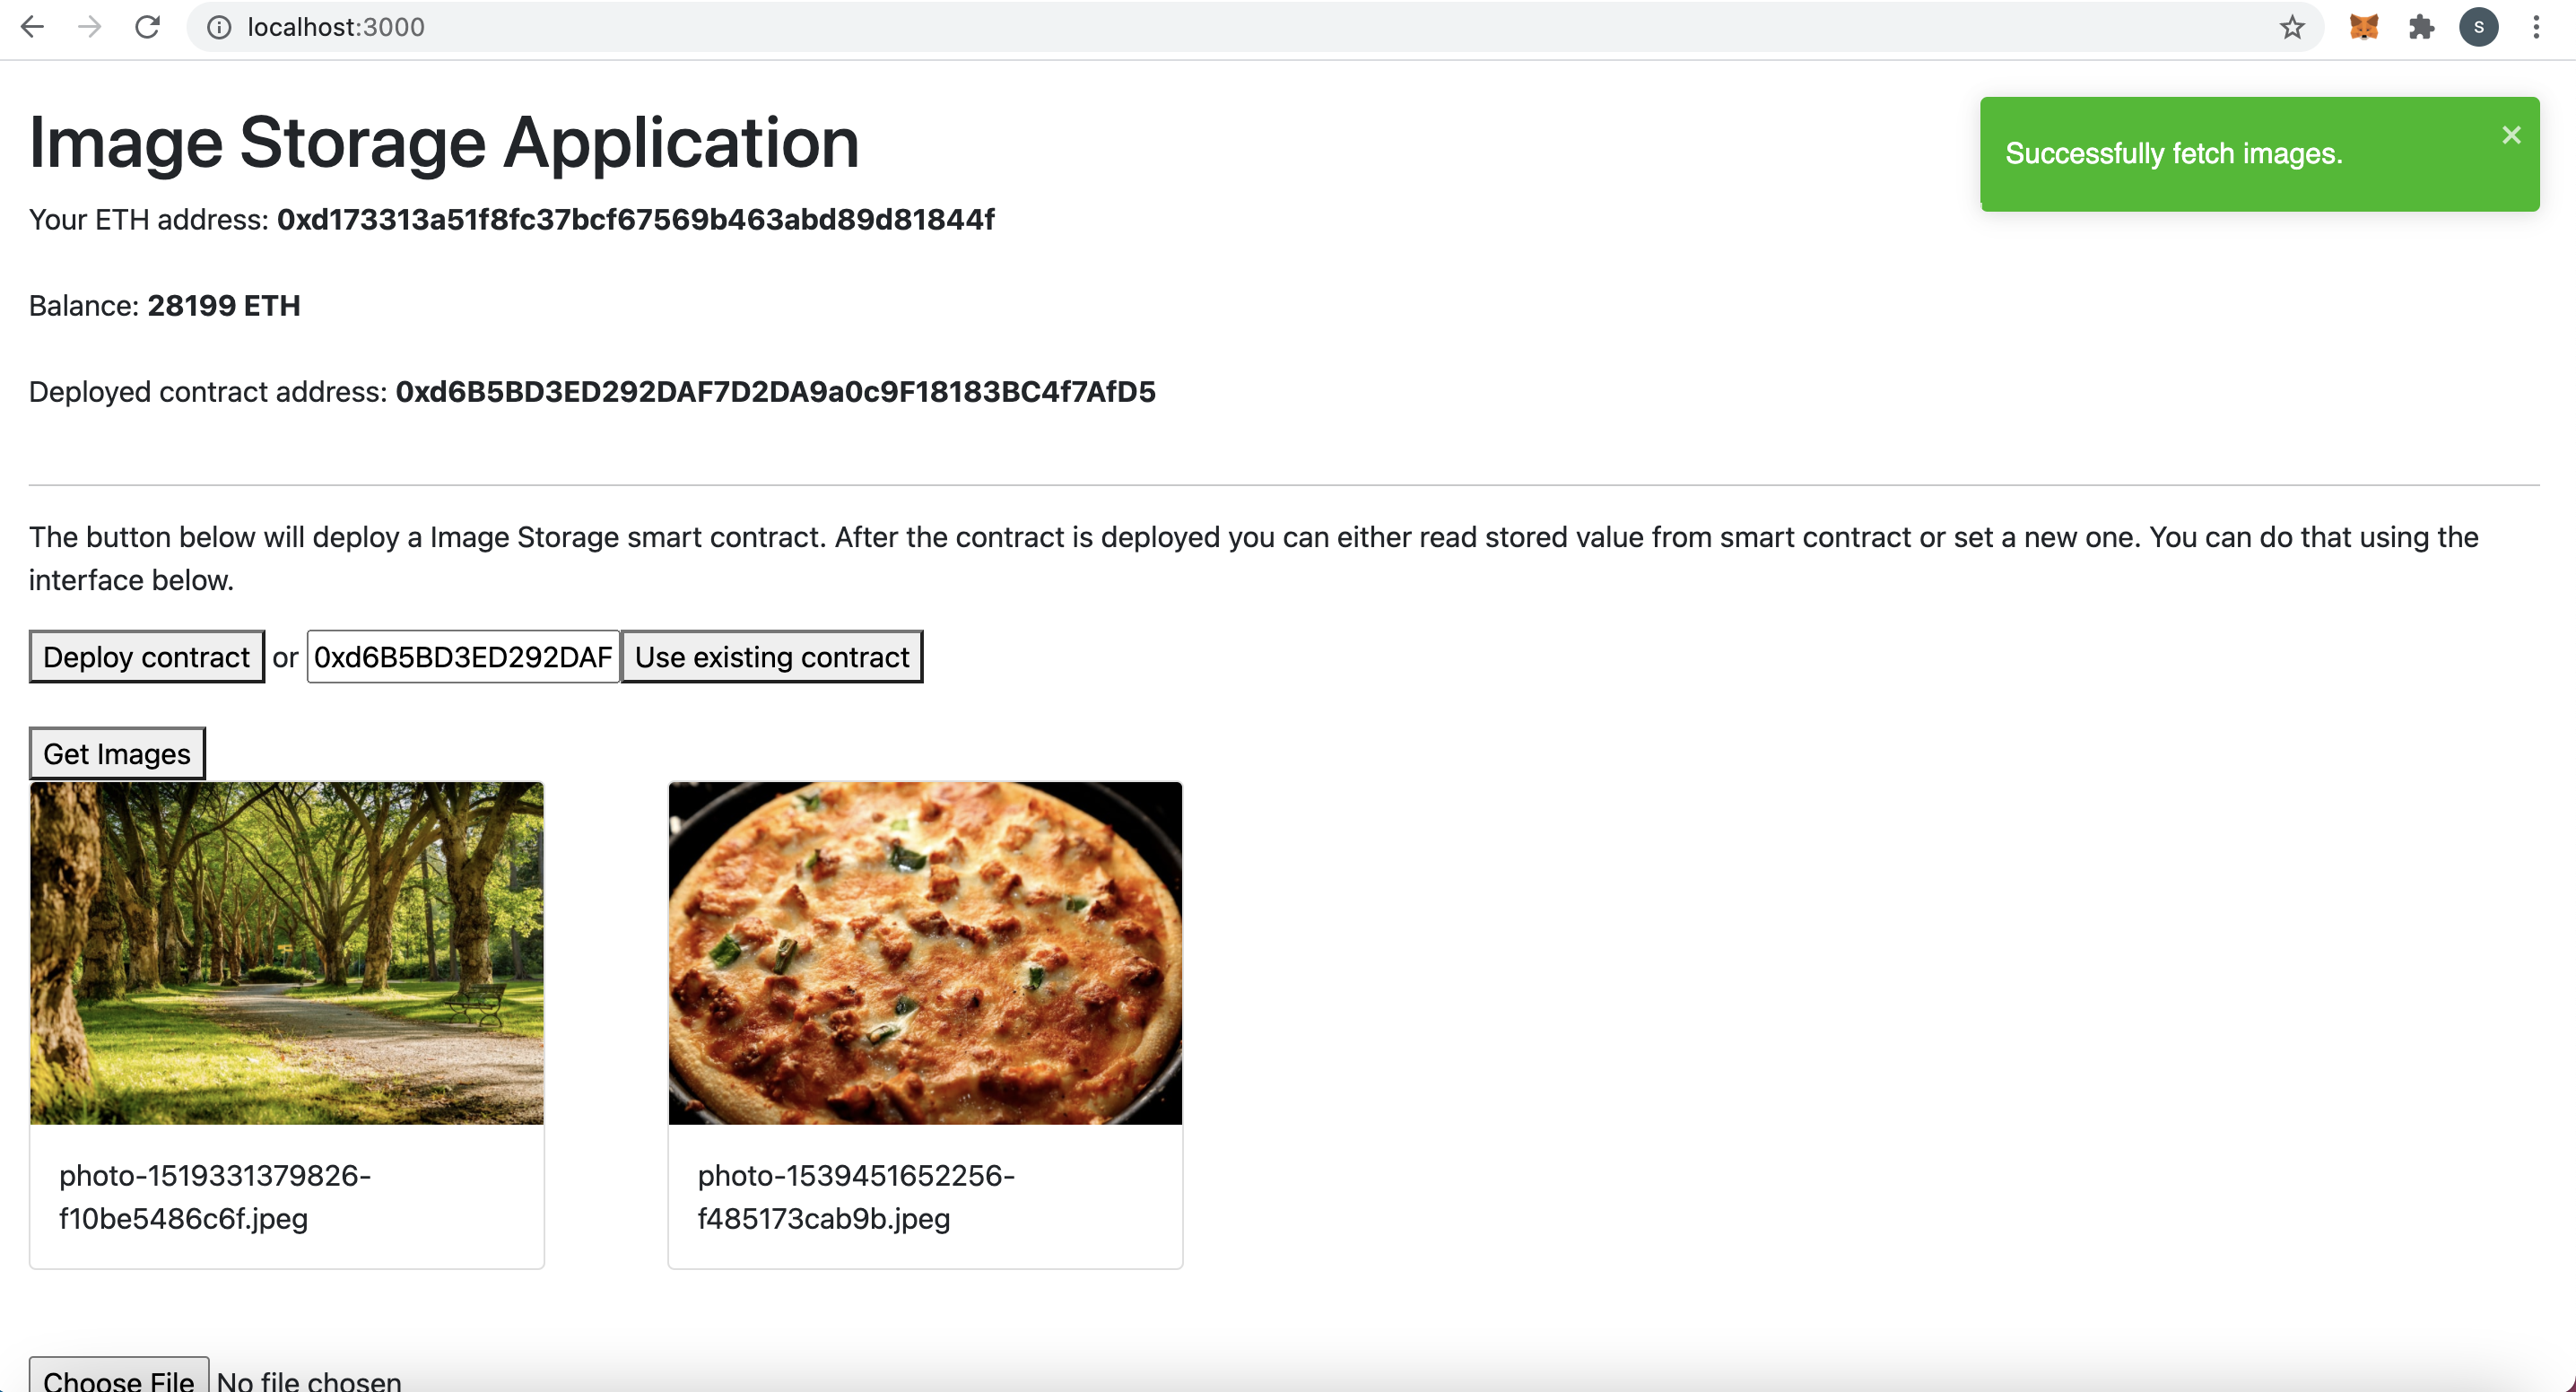 localhost:3000
S
Image Storage Application
Successfully fetch images.
Your ETH address: 0xd173313a51f8fc37bcf67569b463abd89d81844f
Balance: 28199 ETH
Deployed contract address: 0xd6B5BD3ED292DAF7D2DA9a0c9F18183BC4f7AfD5
The button below will deploy a Image Storage smart contract. After the contract is deployed you can either read stored value from smart contract or set a new one. You can do that using the
interface below.
Deploy contract or 0xd6B5BD3ED292DAF Use existing contract
Get Images
photo-1519331379826-
f10be5486c6f.jpeg
photo-1539451652256-
f485173cab9b.jpeg
Choose File No file chosen